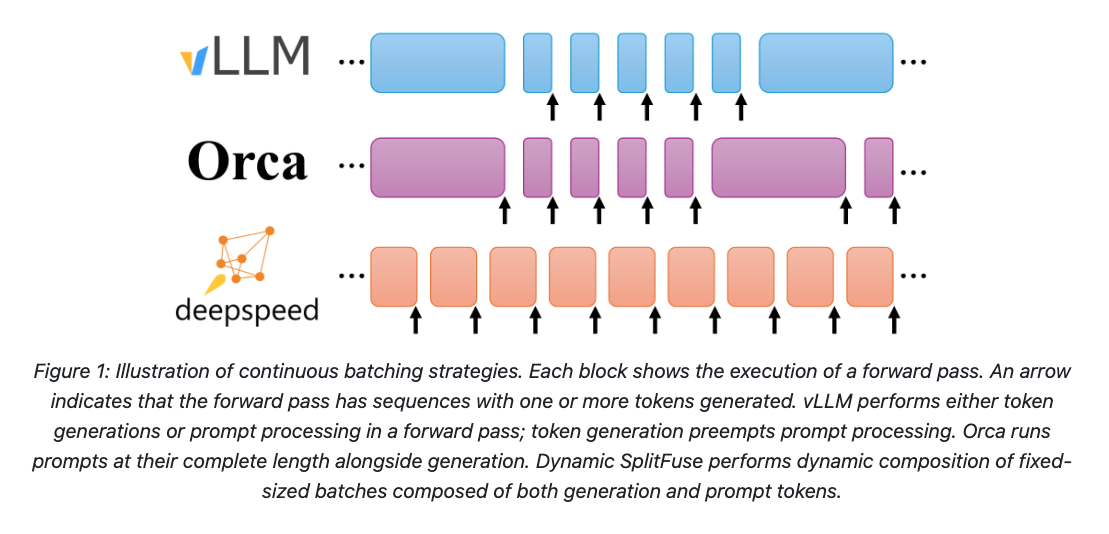 vLLM
... ...
Orca
... ...
deepspeed
... ...
Figure 1: Illustration of continuous batching strategies. Each block shows the execution of a forward pass. An arrow
indicates that the forward pass has sequences with one or more tokens generated. vLLM performs either token
generations or prompt processing in a forward pass; token generation preempts prompt processing. Orca runs
prompts at their complete length alongside generation. Dynamic SplitFuse performs dynamic composition of fixed-
sized batches composed of both generation and prompt tokens.